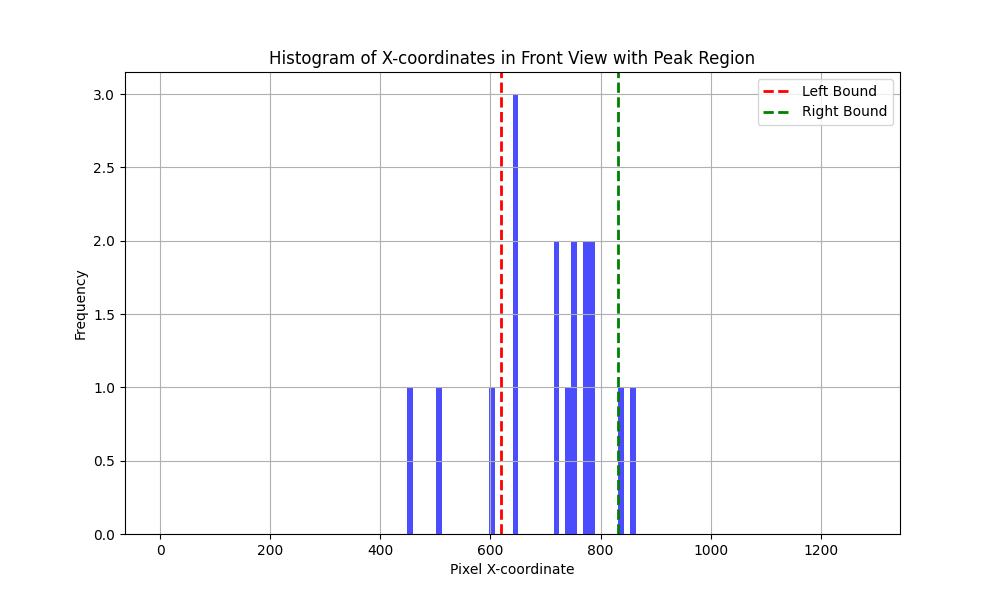 Histogram of X-coordinates in Front View with Peak Region
Left Bound
Right Bound
3.0
2.5
2.0
1.5
1.0
0.5
0.0
Frequency
0 200 400 600 800 1000 1200
Pixel X-coordinate